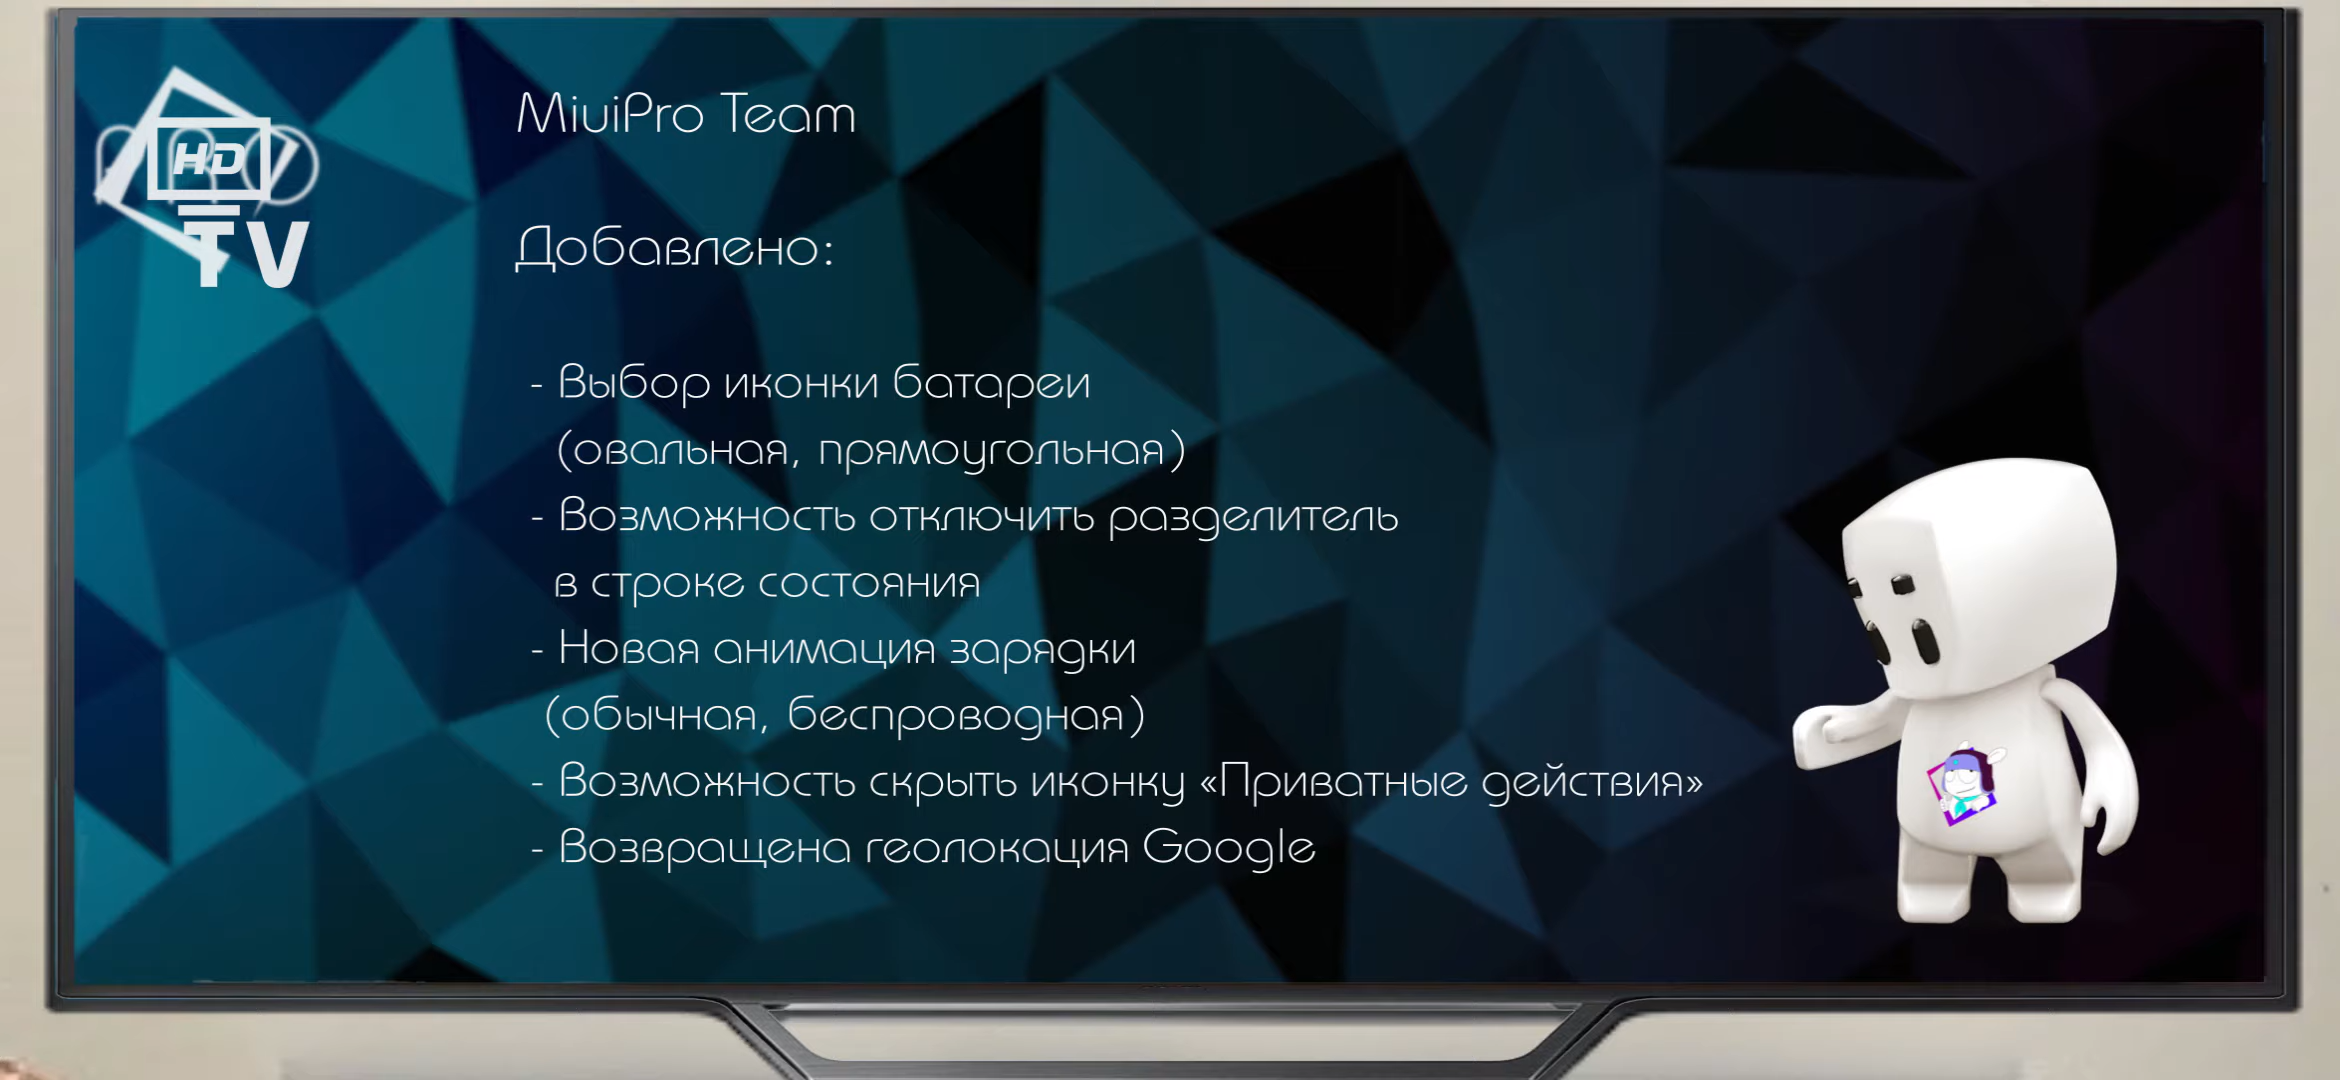 HD
TV
MiuiPro Team
Добавлено:
- Выбор иконки батареи
(овальная, прямоугольная)
- Возможность отключить разделитель
в строке состояния
- Новая анимация зарядки
(обычная, беспроводная)
- Возможность скрыть иконку «Приватные действия»
- Возвращена геолокация Google